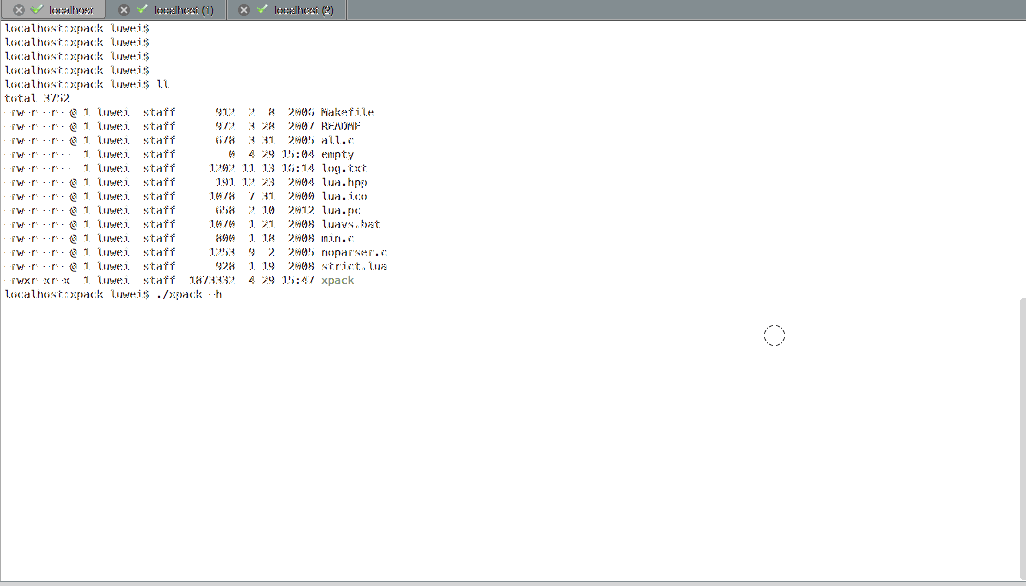 localhost localhost (1) localhost (2)
localhost:xpack luwei$
localhost:xpack luwei$
localhost:xpack luwei$
localhost:xpack luwei$
localhost:xpack luwei$ ll
total 3752
-rw-r--r--@ 1 luwei staff 912 2 8 2006 Makefile
-rw-r--r--@ 1 luwei staff 972 3 28 2007 README
-rw-r--r--@ 1 luwei staff 678 3 31 2005 all.c
-rw-r--r-- 1 luwei staff 0 4 29 15:04 empty
-rw-r--r-- 1 luwei staff 1202 11 13 16:14 log.txt
-rw-r--r--@ 1 luwei staff 191 12 23 2004 lua.hpp
-rw-r--r--@ 1 luwei staff 1078 7 31 2000 lua.ico
-rw-r--r--@ 1 luwei staff 658 2 10 2012 lua.pc
-rw-r--r--@ 1 luwei staff 1070 1 21 2008 luavs.bat
-rw-r--r--@ 1 luwei staff 800 1 18 2008 min.c
-rw-r--r--@ 1 luwei staff 1253 9 2 2005 noparser.c
-rw-r--r--@ 1 luwei staff 928 1 19 2008 strict.lua
-rwxr-xr-x 1 luwei staff 1873332 4 29 15:47 xpack
localhost:xpack luwei$ ./xpack -h